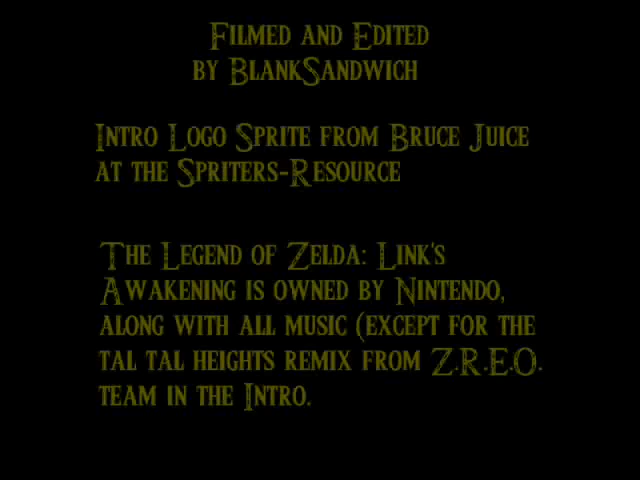 Filmed and Edited
by BlankSandwich
Intro Logo Sprite from Bruce Juice
at the Spriters-Resource
The Legend of Zelda: Link's
Awakening is owned by Nintendo,
along with all music (except for the
tal tal heights remix from Z.R.E.O.
team in the Intro.